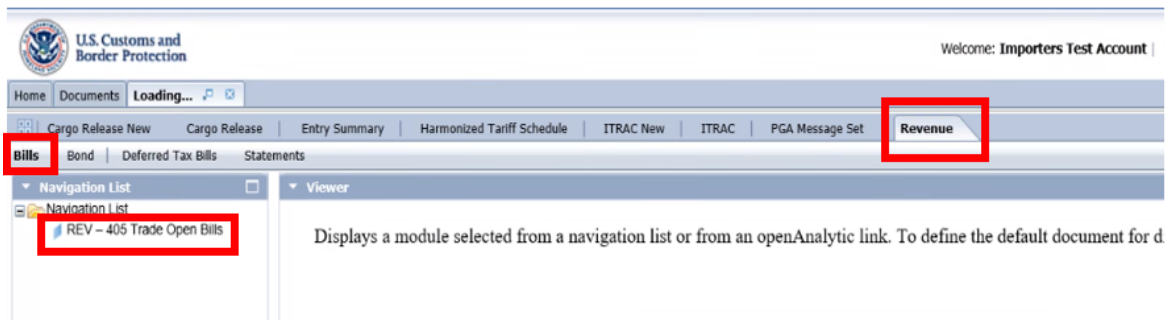 U.S. Customs and
Border Protection
Welcome: Importers Test Account |
Home Documents Loading...
Cargo Release New Cargo Release | Entry Summary | Harmonized Tariff Schedule | ITRAC New | ITRAC | PGA Message Set Revenue
Bills Bond | Deferred Tax Bills Statements
Navigation List
Viewer
Navigation List
REV – 405 Trade Open Bills
Displays a module selected from a navigation list or from an openAnalytic link. To define the default document for d